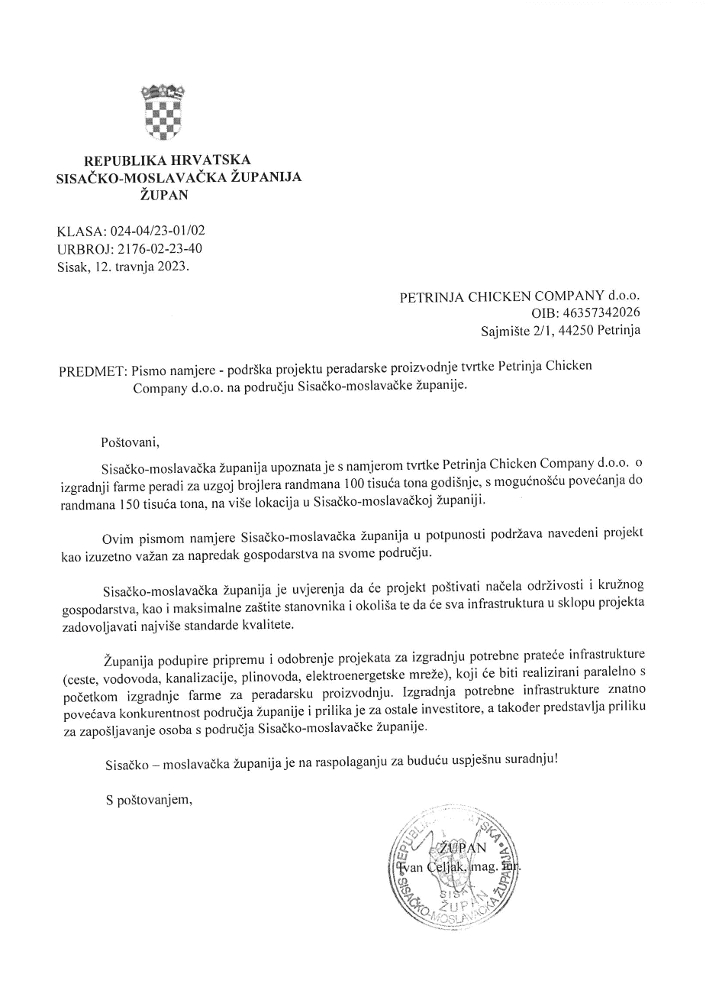 REPUBLIKA HRVATSKA
SISAČKO-MOSLAVAČKA ŽUPANIJA
ŽUPAN
KLASA: 024-04/23-01/02
URBROJ: 2176-02-23-40
Sisak, 12. travnja 2023.
PETRINJA CHICKEN COMPANY d.o.o.
OIB: 46357342026
Sajmište 2/1, 44250 Petrinja
PREDMET: Pismo namjere - podrška projektu peradarske proizvodnje tvrtke Petrinja Chicken
Company d.o.o. na području Sisačko-moslavačke županije.
Poštovani,
Sisačko-moslavačka županija upoznata je s namjerom tvrtke Petrinja Chicken Company d.o.o. o
izgradnji farme peradi za uzgoj brojlera randmana 100 tisuća tona godišnje, s mogućnošću povećanja do
randmana 150 tisuća tona, na više lokacija u Sisačko-moslavačkoj županiji.
Ovim pismom namjere Sisačko-moslavačka županija u potpunosti podržava navedeni projekt
kao izuzetno važan za napredak gospodarstva na svome području.
Sisačko-moslavačka županija je uvjerenja da će projekt poštivati načela održivosti i kružnog
gospodarstva, kao i maksimalne zaštite stanovnika i okoliša te da će sva infrastruktura u sklopu projekta
zadovoljavati najviše standarde kvalitete.
Županija podupire pripremu i odobrenje projekata za izgradnju potrebne prateće infrastrukture
(ceste, vodovoda, kanalizacije, plinovoda, elektroenergetske mreže), koji će biti realizirani paralelno s
početkom izgradnje farme za peradarsku proizvodnju. Izgradnja potrebne infrastrukture znatno
povećava konkurentnost područja županije i prilika je za ostale investitore, a također predstavlja priliku
za zapošljavanje osoba s područja Sisačko-moslavačke županije.
Sisačko – moslavačka županija je na raspolaganju za buduću uspješnu suradnju!
S poštovanjem,
ŽUPAN
Ivan Celjak, mag. iur.
SISAK
ŽUPAN
SISAČKO-MOSLAVAČKA ŽUPANIJA